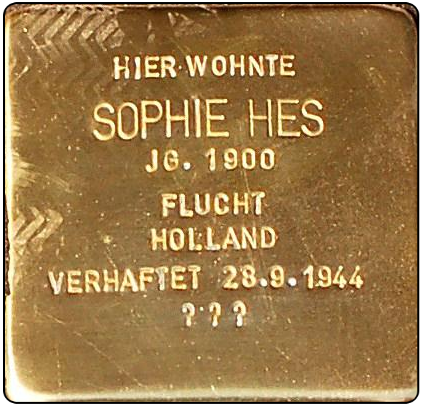 HIER WOHNTE
SOPHIE HES
JG. 1900
FLUCHT
HOLLAND
VERHAFTET 28.9.1944
? ? ?